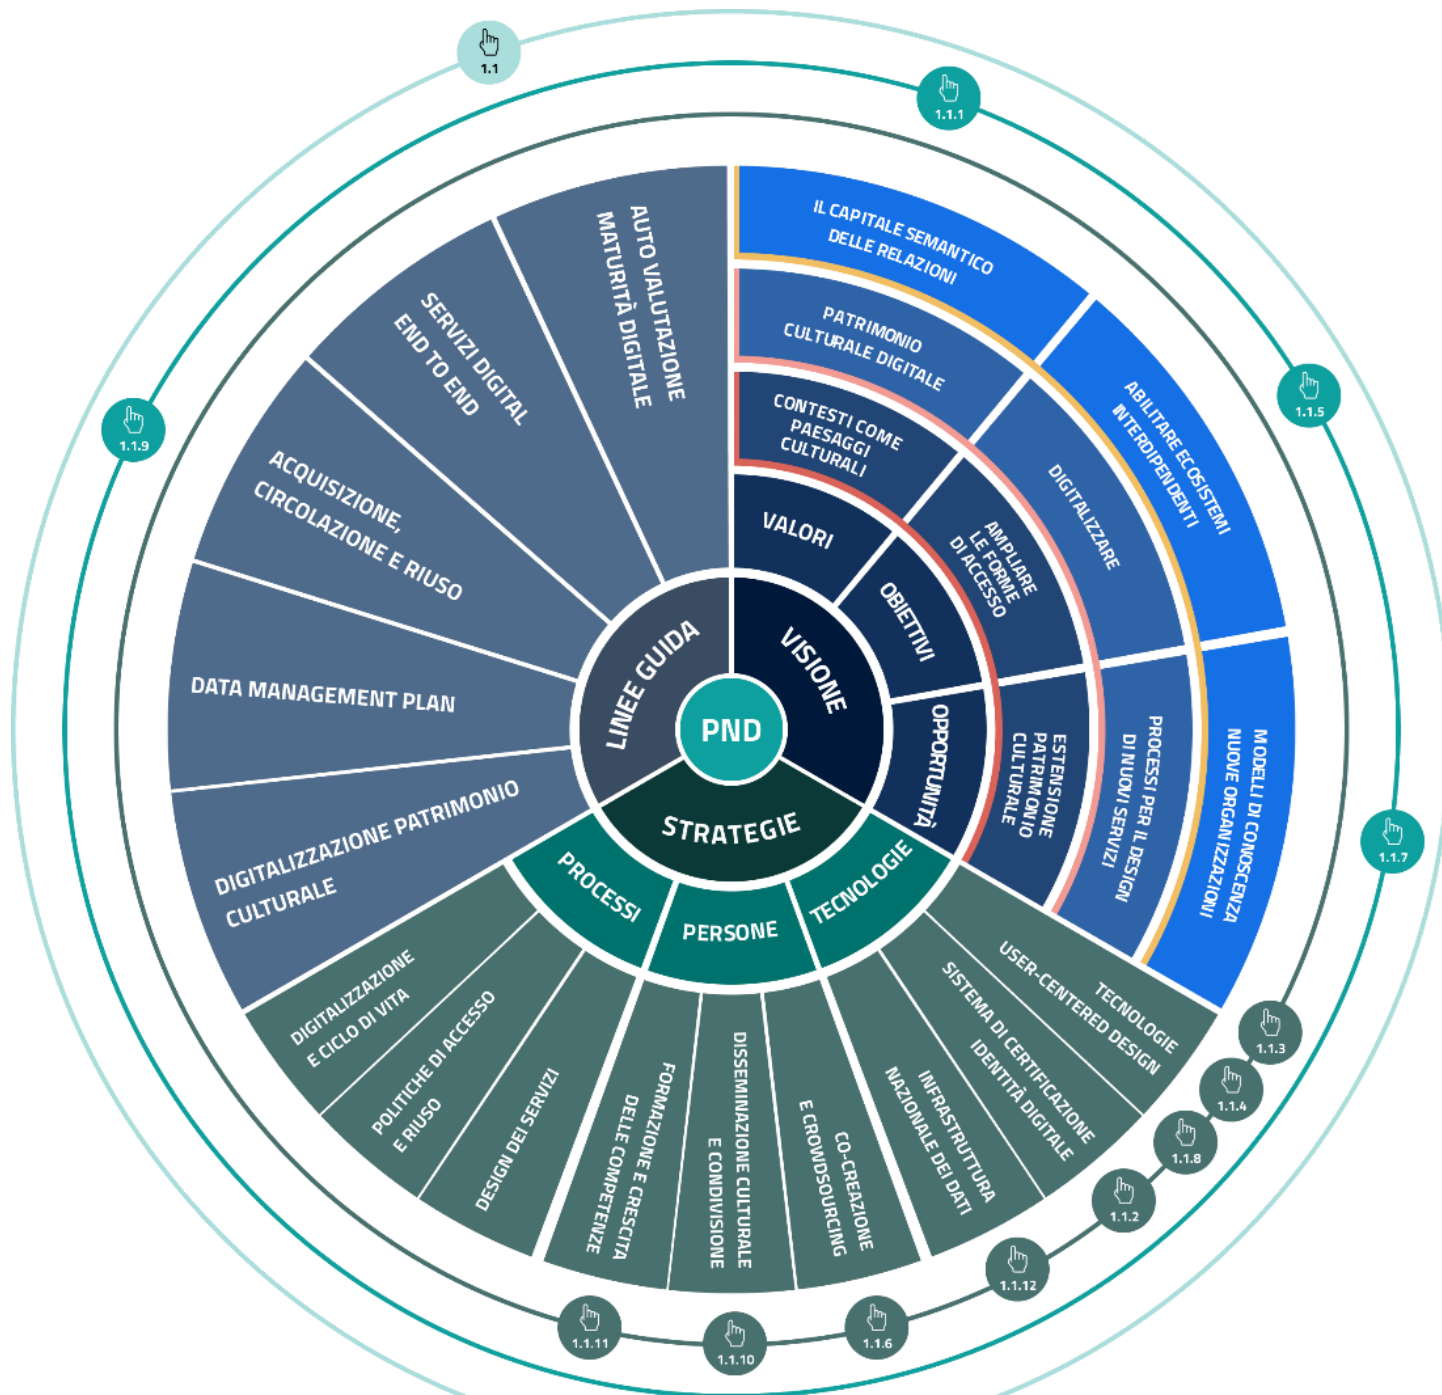 1.1
1.1.1
1.1.5
1.1.9
1.1.7
1.1.3
1.1.4
1.1.8
1.1.2
1.1.12
1.1.6
1.1.10
1.1.11
PND
VISIONE
VALORI
OBIETTIVI
OPPORTUNITÀ
CONTESTI COME
PAESAGGI
CULTURALI
AMPLIARE
LE FORME
DI ACCESSO
ESTENSIONE
PATRIMONIO
CULTURALE
PATRIMONIO
CULTURALE DIGITALE
DIGITALIZZARE
PROCESSI PER IL DESIGN
DI NUOVI SERVIZI
IL CAPITALE SEMANTICO
DELLE RELAZIONI
ABILITARE ECOSISTEMI
INTERDIPENDENTI
MODELLI DI CONOSCENZA
NUOVE ORGANIZZAZIONI
STRATEGIE
TECNOLOGIE
TECNOLOGIE
USER-CENTERED DESIGN
SISTEMA DI CERTIFICAZIONE
IDENTITÀ DIGITALE
INFRASTRUTTURA
NAZIONALE DEI DATI
PERSONE
CO-CREAZIONE
E CROWDSOURCING
DISSEMINAZIONE CULTURALE
E CONDIVISIONE
FORMAZIONE E CRESCITA
DELLE COMPETENZE
PROCESSI
DESIGN DEI SERVIZI
POLITICHE DI ACCESSO
E RIUSO
DIGITALIZZAZIONE
E CICLO DI VITA
LINEE GUIDA
DIGITALIZZAZIONE PATRIMONIO
CULTURALE
DATA MANAGEMENT PLAN
ACQUISIZIONE,
CIRCOLAZIONE E RIUSO
SERVIZI DIGITAL
END TO END
AUTO VALUTAZIONE
MATURITÀ DIGITALE